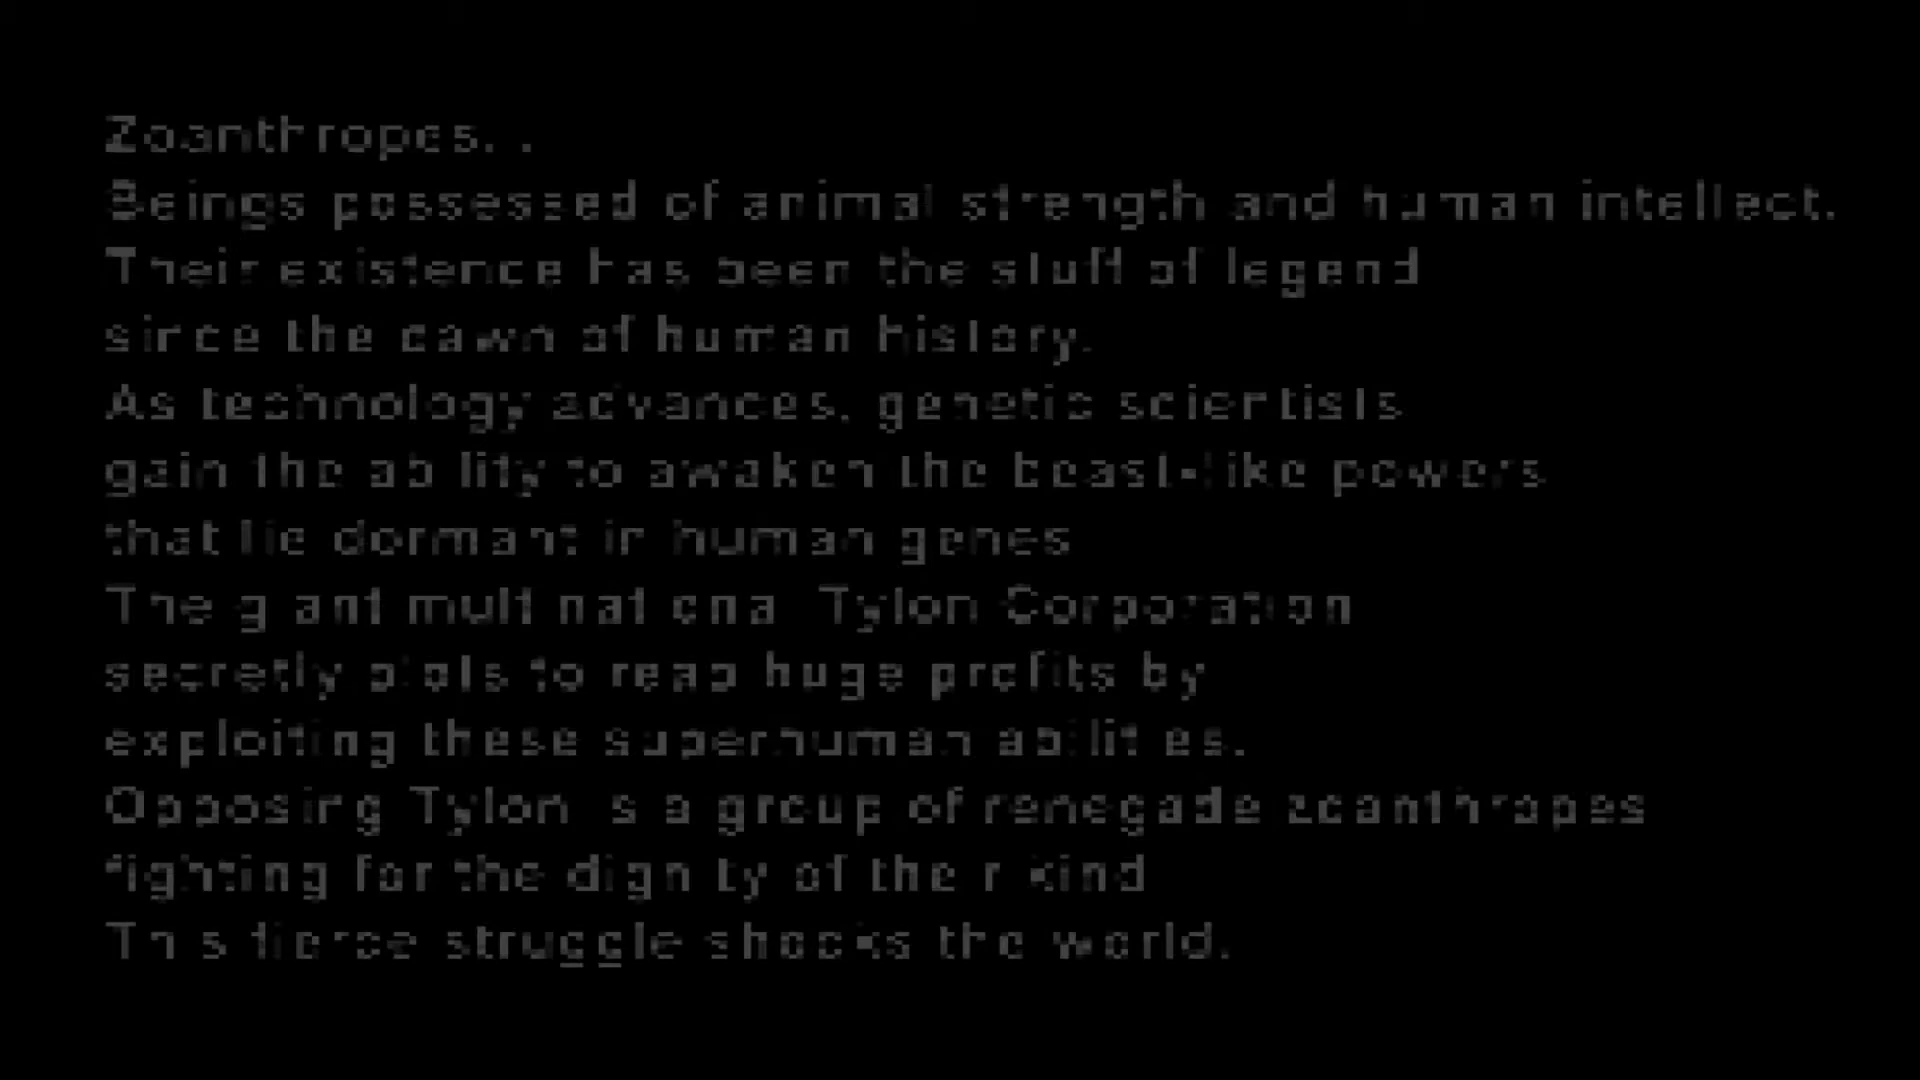 Zoanthropes. .
Beings possessed of animal strength and human intellect.
Their existence has been the stuff of legend
since the dawn of human history.
As technology advances, genetic scientists
gain the ability to awaken the beast-like powers
that lie dormant in human genes
The giant multinational Tylon Corporation
secretly plots to reap huge profits by
exploiting these superhuman abilities.
Opposing Tylon is a group of renegade zoanthropes
fighting for the dignity of their kind
This fierce struggle shocks the world.